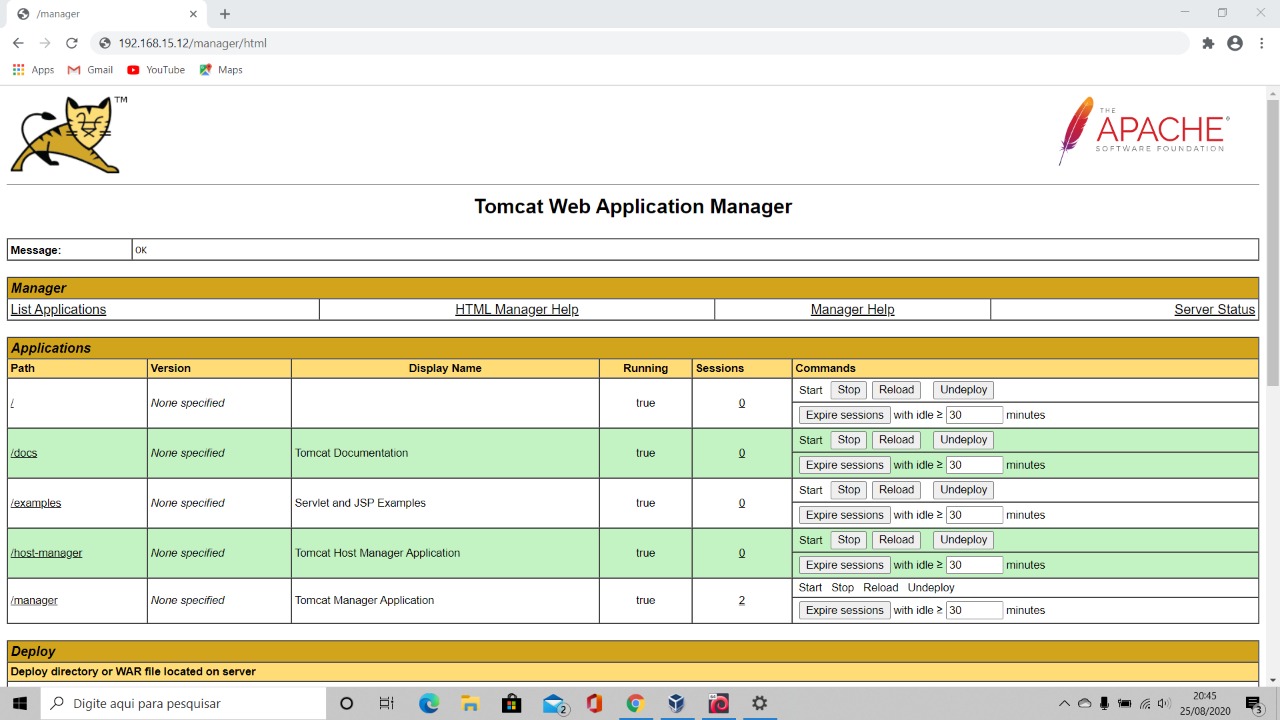 /manager
192.168.15.12/manager/html
Apps Gmail YouTube Maps
TM
THE
APACHE
SOFTWARE FOUNDATION
Tomcat Web Application Manager
Message: OK
Manager
List Applications HTML Manager Help Manager Help Server Status
Applications
Path Version Display Name Running Sessions Commands
/ None specified true 0 Start Stop Reload Undeploy
Expire sessions with idle ≥ 30 minutes
/docs None specified Tomcat Documentation true 0 Start Stop Reload Undeploy
Expire sessions with idle ≥ 30 minutes
/examples None specified Servlet and JSP Examples true 0 Start Stop Reload Undeploy
Expire sessions with idle ≥ 30 minutes
/host-manager None specified Tomcat Host Manager Application true 0 Start Stop Reload Undeploy
Expire sessions with idle ≥ 30 minutes
/manager None specified Tomcat Manager Application true 2 Start Stop Reload Undeploy
Expire sessions with idle ≥ 30 minutes
Deploy
Deploy directory or WAR file located on server
Digite aqui para pesquisar
2
20:45
25/08/2020
3